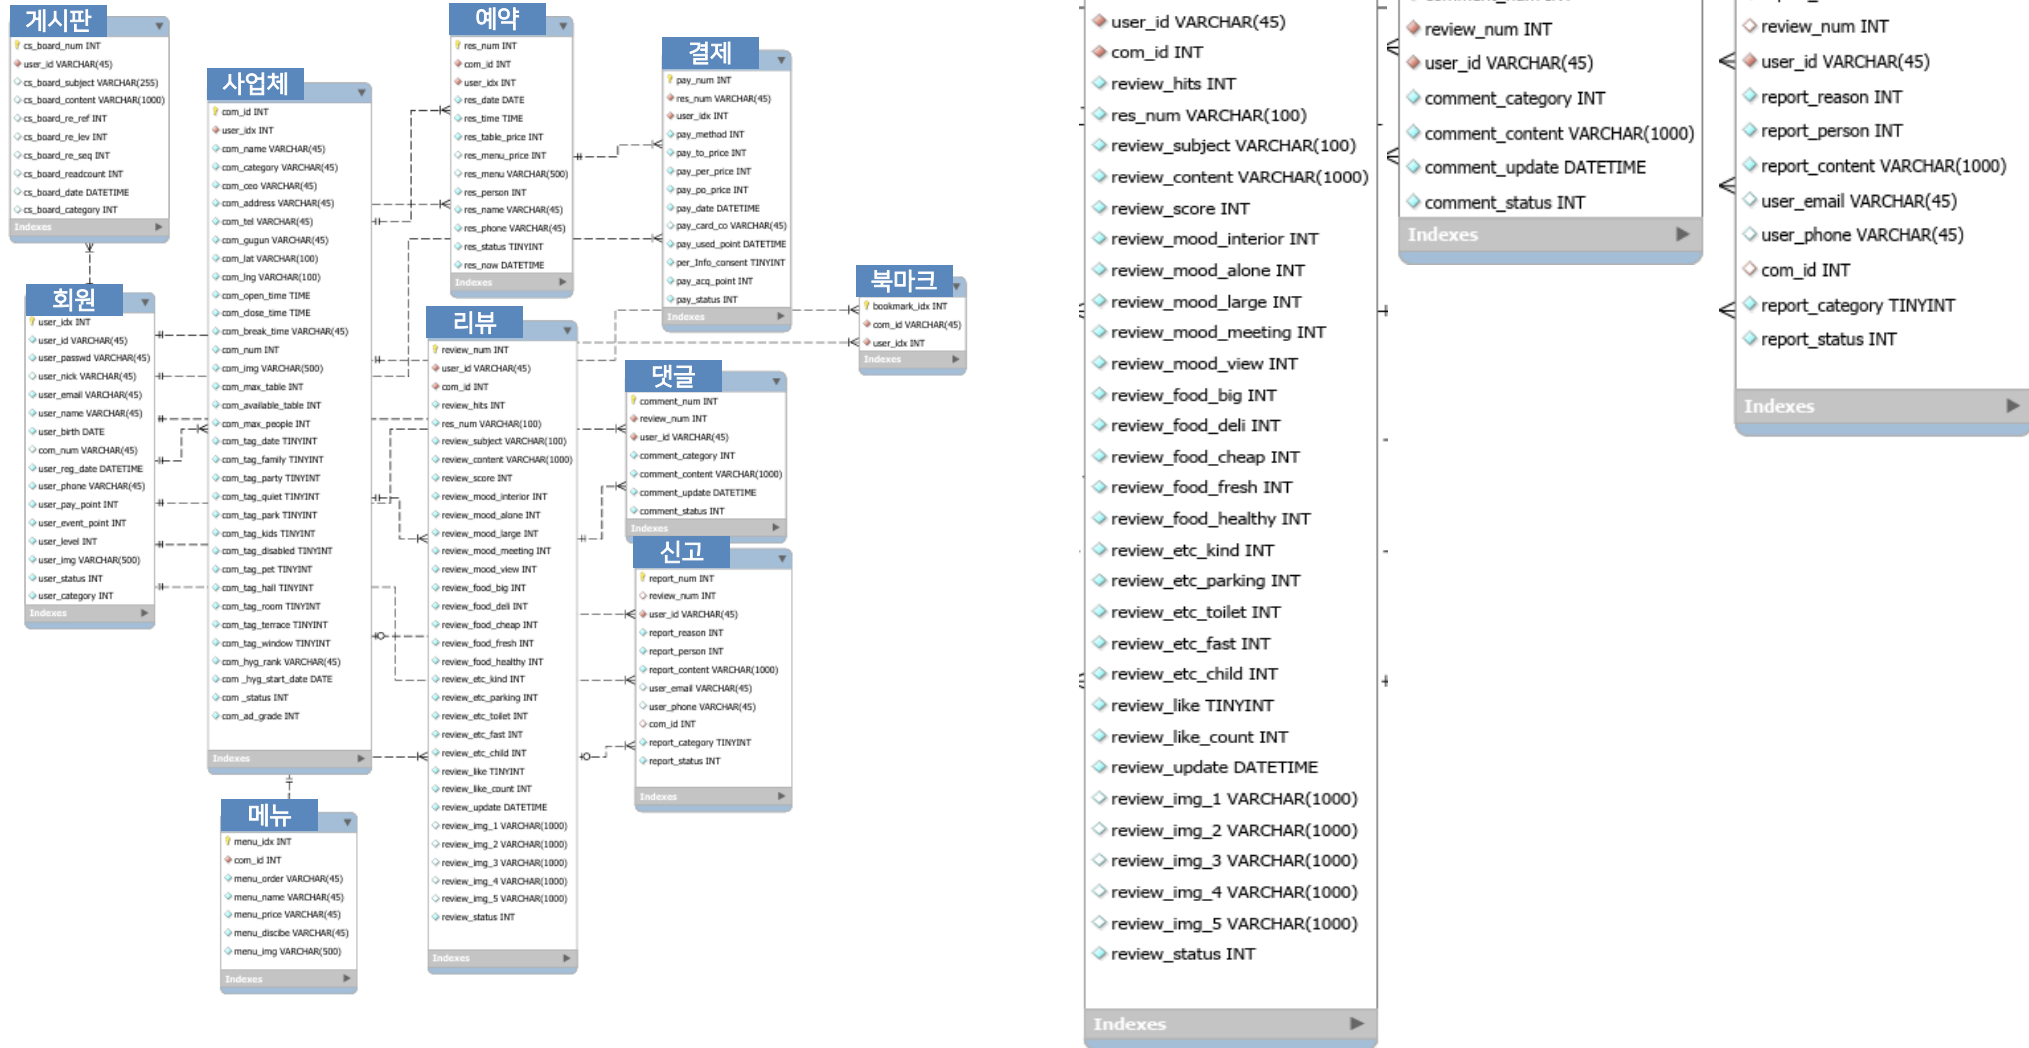 게시판
cs_board_num INT
user_id VARCHAR(45)
cs_board_subject VARCHAR(255)
cs_board_content VARCHAR(1000)
cs_board_re_ref INT
cs_board_re_lev INT
cs_board_re_seq INT
cs_board_readcount INT
cs_board_date DATETIME
cs_board_category INT
Indexes
회원
user_idx INT
user_id VARCHAR(45)
user_passwd VARCHAR(45)
user_nick VARCHAR(45)
user_email VARCHAR(45)
user_name VARCHAR(45)
user_birth DATE
com_num VARCHAR(45)
user_reg_date DATETIME
user_phone VARCHAR(45)
user_pay_point INT
user_event_point INT
user_level INT
user_img VARCHAR(500)
user_status INT
user_category INT
Indexes
사업체
com_id INT
user_idx INT
com_name VARCHAR(45)
com_category VARCHAR(45)
com_ceo VARCHAR(45)
com_address VARCHAR(45)
com_tel VARCHAR(45)
com_gugun VARCHAR(45)
com_lat VARCHAR(100)
com_lng VARCHAR(100)
com_open_time TIME
com_close_time TIME
com_break_time VARCHAR(45)
com_num INT
com_img VARCHAR(500)
com_max_table INT
com_available_table INT
com_max_people INT
com_tag_date TINYINT
com_tag_family TINYINT
com_tag_party TINYINT
com_tag_quiet TINYINT
com_tag_park TINYINT
com_tag_kids TINYINT
com_tag_disabled TINYINT
com_tag_pet TINYINT
com_tag_hall TINYINT
com_tag_room TINYINT
com_tag_terrace TINYINT
com_tag_window TINYINT
com_hyg_rank VARCHAR(45)
com _hyg_start_date DATE
com _status INT
com_ad_grade INT
Indexes
메뉴
menu_idx INT
com_id INT
menu_order VARCHAR(45)
menu_name VARCHAR(45)
menu_price VARCHAR(45)
menu_discibe VARCHAR(45)
menu_img VARCHAR(500)
Indexes
예약
res_num INT
com_id INT
user_idx INT
res_date DATE
res_time TIME
res_table_price INT
res_menu_price INT
res_menu VARCHAR(500)
res_person INT
res_name VARCHAR(45)
res_phone VARCHAR(45)
res_status TINYINT
res_now DATETIME
Indexes
리뷰
review_num INT
user_id VARCHAR(45)
com_id INT
review_hits INT
res_num VARCHAR(100)
review_subject VARCHAR(100)
review_content VARCHAR(1000)
review_score INT
review_mood_interior INT
review_mood_alone INT
review_mood_large INT
review_mood_meeting INT
review_mood_view INT
review_food_big INT
review_food_deli INT
review_food_cheap INT
review_food_fresh INT
review_food_healthy INT
review_etc_kind INT
review_etc_parking INT
review_etc_toilet INT
review_etc_fast INT
review_etc_child INT
review_like TINYINT
review_like_count INT
review_update DATETIME
review_img_1 VARCHAR(1000)
review_img_2 VARCHAR(1000)
review_img_3 VARCHAR(1000)
review_img_4 VARCHAR(1000)
review_img_5 VARCHAR(1000)
review_status INT
Indexes
결제
pay_num INT
res_num VARCHAR(45)
user_idx INT
pay_method INT
pay_to_price INT
pay_per_price INT
pay_po_price INT
pay_date DATETIME
pay_card_co VARCHAR(45)
pay_used_point DATETIME
per_Info_consent TINYINT
pay_acq_point INT
pay_status INT
Indexes
북마크
bookmark_idx INT
com_id VARCHAR(45)
user_idx INT
Indexes
댓글
comment_num INT
review_num INT
user_id VARCHAR(45)
comment_category INT
comment_content VARCHAR(1000)
comment_update DATETIME
comment_status INT
Indexes
신고
report_num INT
review_num INT
user_id VARCHAR(45)
report_reason INT
report_person INT
report_content VARCHAR(1000)
user_email VARCHAR(45)
user_phone VARCHAR(45)
com_id INT
report_category TINYINT
report_status INT
Indexes
user_id VARCHAR(45)
com_id INT
review_hits INT
res_num VARCHAR(100)
review_subject VARCHAR(100)
review_content VARCHAR(1000)
review_score INT
review_mood_interior INT
review_mood_alone INT
review_mood_large INT
review_mood_meeting INT
review_mood_view INT
review_food_big INT
review_food_deli INT
review_food_cheap INT
review_food_fresh INT
review_food_healthy INT
review_etc_kind INT
review_etc_parking INT
review_etc_toilet INT
review_etc_fast INT
review_etc_child INT
review_like TINYINT
review_like_count INT
review_update DATETIME
review_img_1 VARCHAR(1000)
review_img_2 VARCHAR(1000)
review_img_3 VARCHAR(1000)
review_img_4 VARCHAR(1000)
review_img_5 VARCHAR(1000)
review_status INT
Indexes
review_num INT
user_id VARCHAR(45)
comment_category INT
comment_content VARCHAR(1000)
comment_update DATETIME
comment_status INT
Indexes
review_num INT
user_id VARCHAR(45)
report_reason INT
report_person INT
report_content VARCHAR(1000)
user_email VARCHAR(45)
user_phone VARCHAR(45)
com_id INT
report_category TINYINT
report_status INT
Indexes